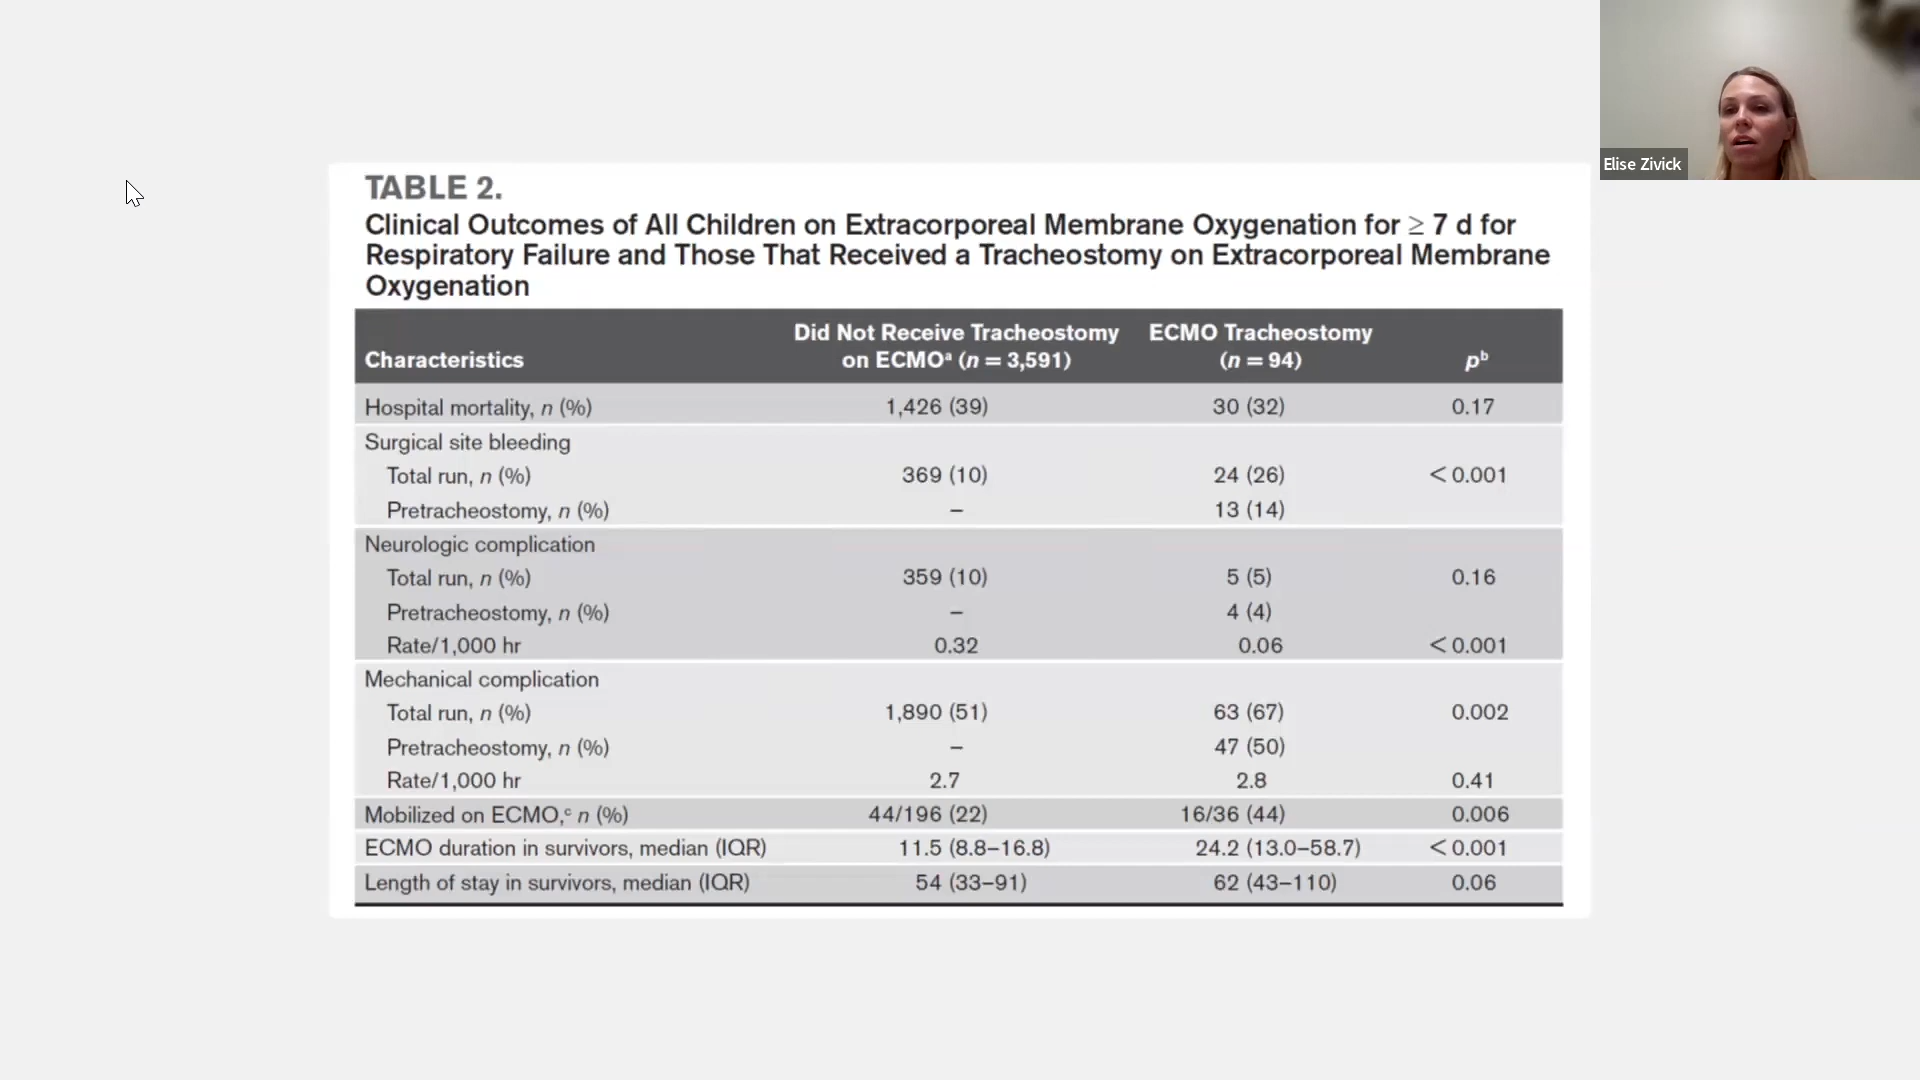 Elise Zivick
TABLE 2.
Clinical Outcomes of All Children on Extracorporeal Membrane Oxygenation for ≥ 7 d for
Respiratory Failure and Those That Received a Tracheostomy on Extracorporeal Membrane
Oxygenation
Characteristics Did Not Receive Tracheostomy on ECMOᵃ (n = 3,591) ECMO Tracheostomy (n = 94) pᵇ
Hospital mortality, n (%) 1,426 (39) 30 (32) 0.17
Surgical site bleeding
Total run, n (%) 369 (10) 24 (26) < 0.001
Pretracheostomy, n (%) – 13 (14)
Neurologic complication
Total run, n (%) 359 (10) 5 (5) 0.16
Pretracheostomy, n (%) – 4 (4)
Rate/1,000 hr 0.32 0.06 < 0.001
Mechanical complication
Total run, n (%) 1,890 (51) 63 (67) 0.002
Pretracheostomy, n (%) – 47 (50)
Rate/1,000 hr 2.7 2.8 0.41
Mobilized on ECMO,ᶜ n (%) 44/196 (22) 16/36 (44) 0.006
ECMO duration in survivors, median (IQR) 11.5 (8.8–16.8) 24.2 (13.0–58.7) < 0.001
Length of stay in survivors, median (IQR) 54 (33–91) 62 (43–110) 0.06